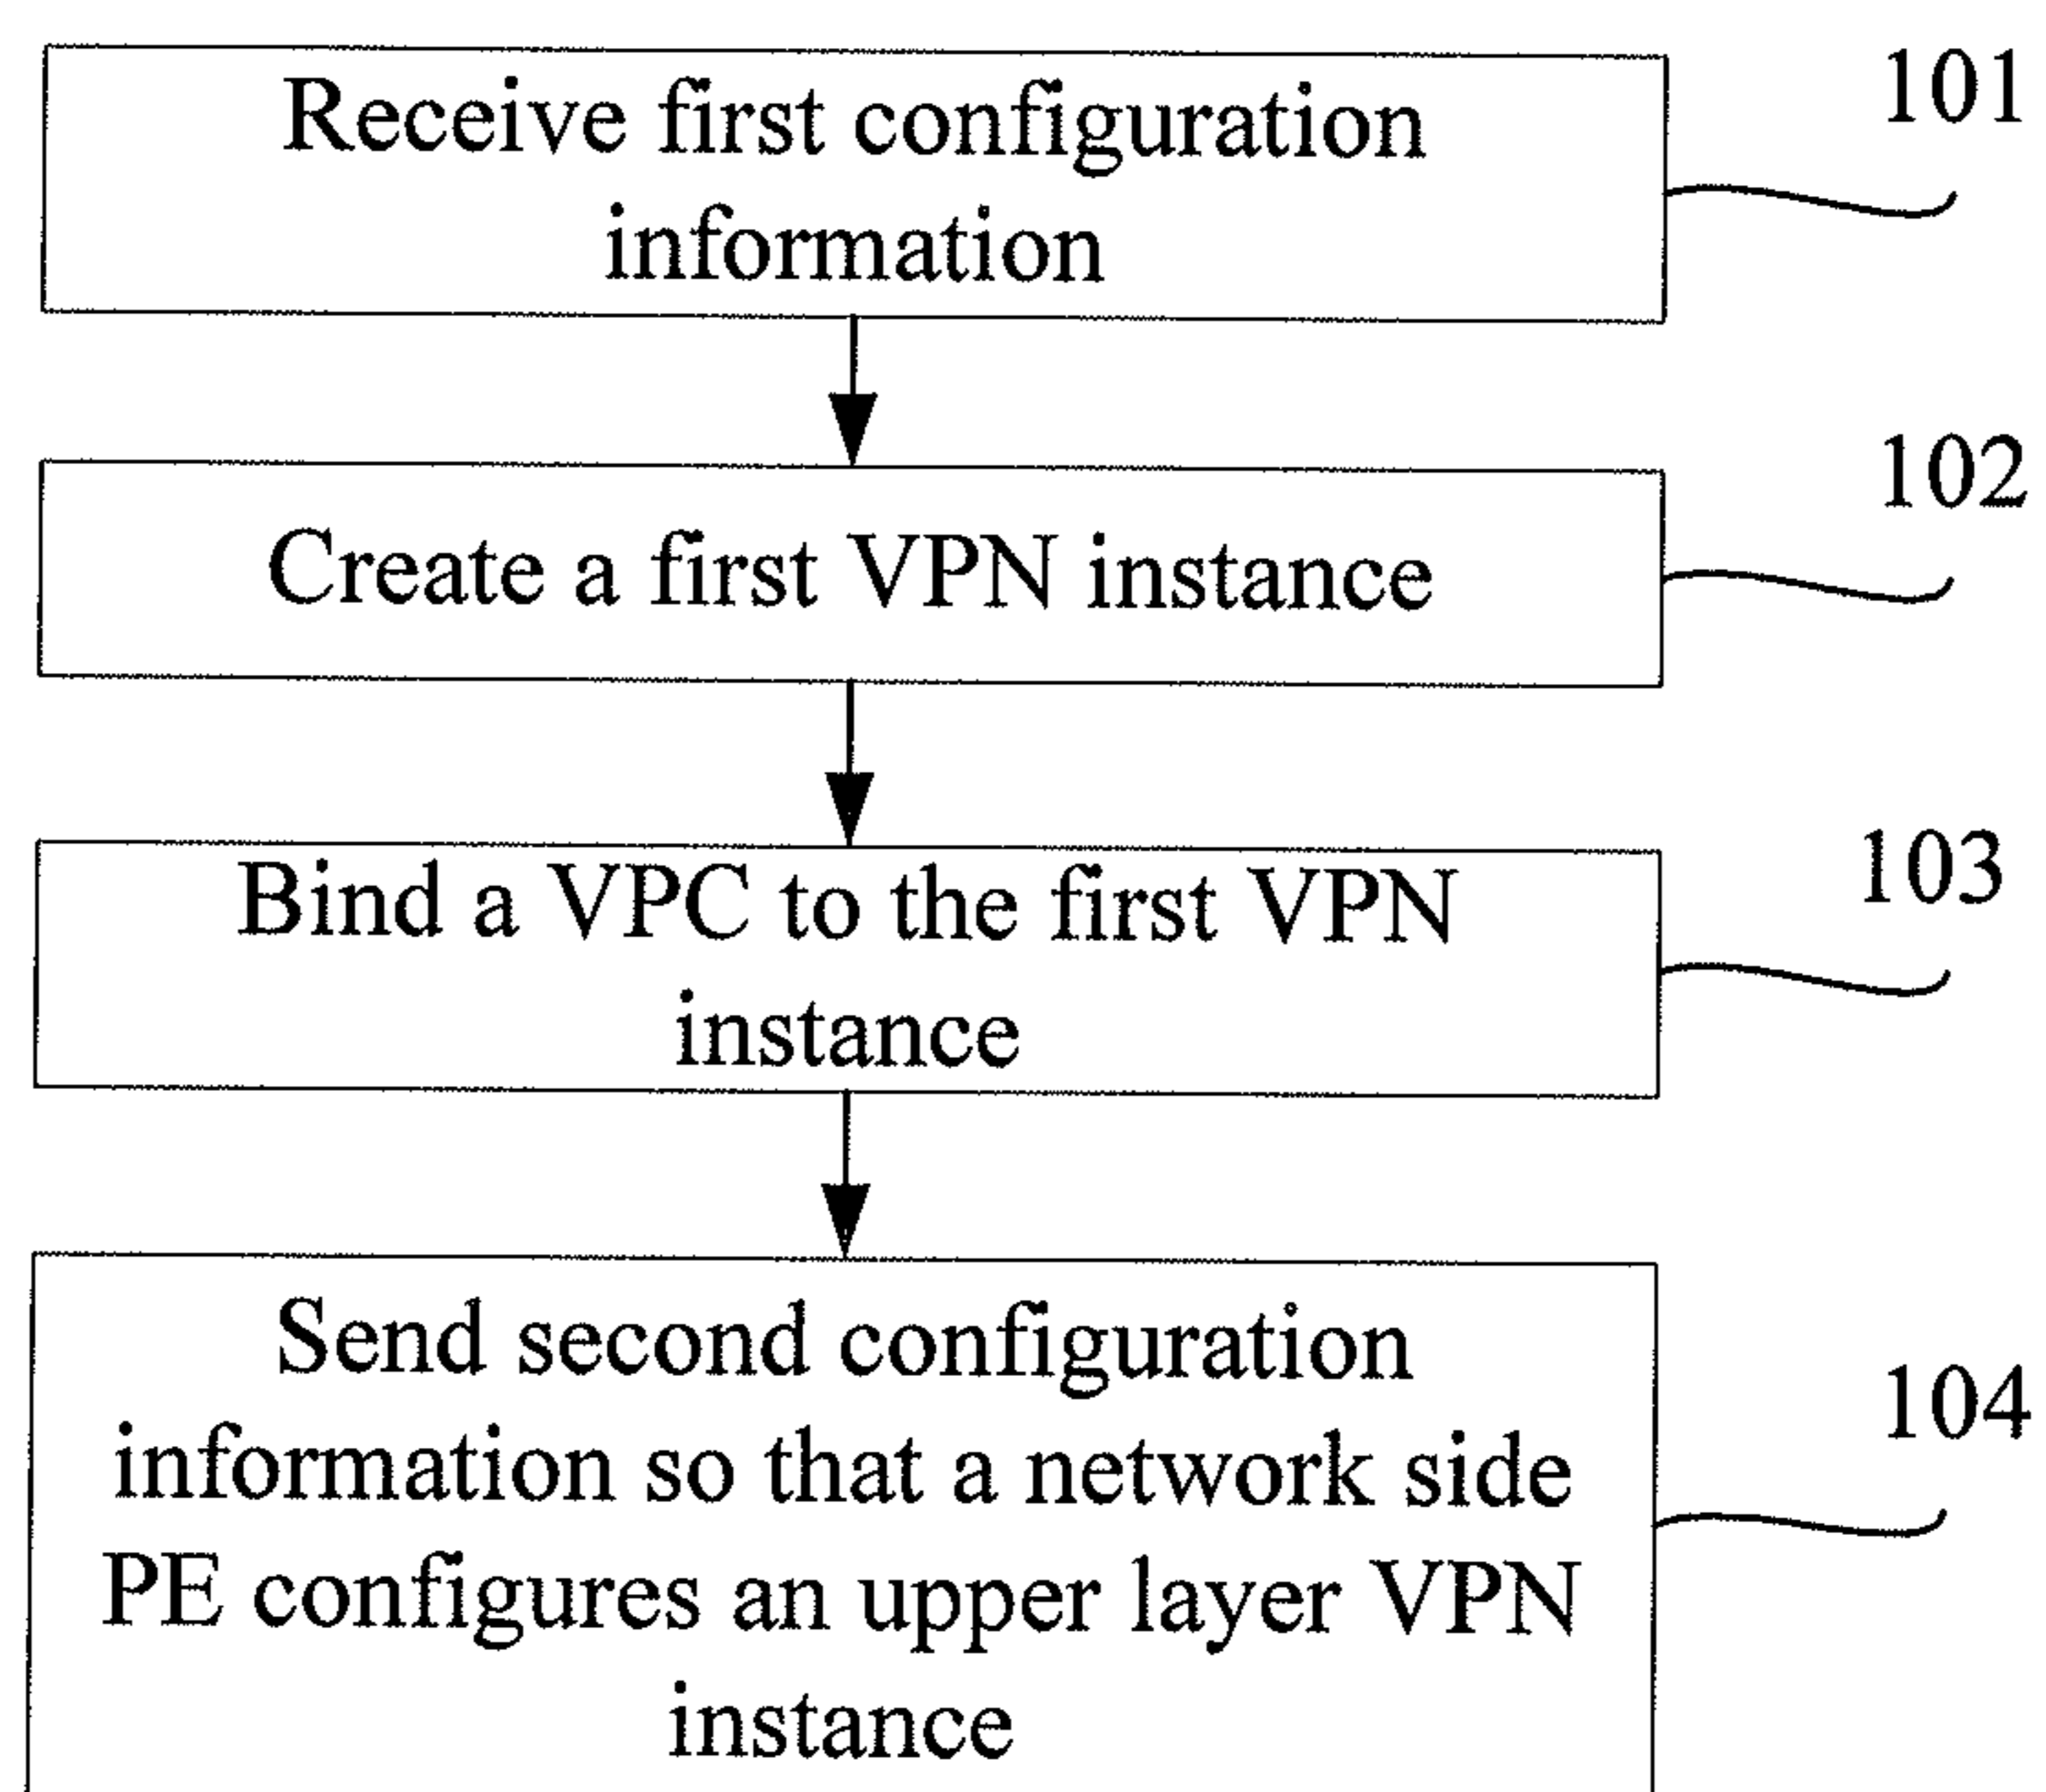 Receive first configuration
information
101
Create a first VPN instance
102
Bind a VPC to the first VPN
instance
103
Send second configuration
information so that a network side
PE configures an upper layer VPN
instance
104